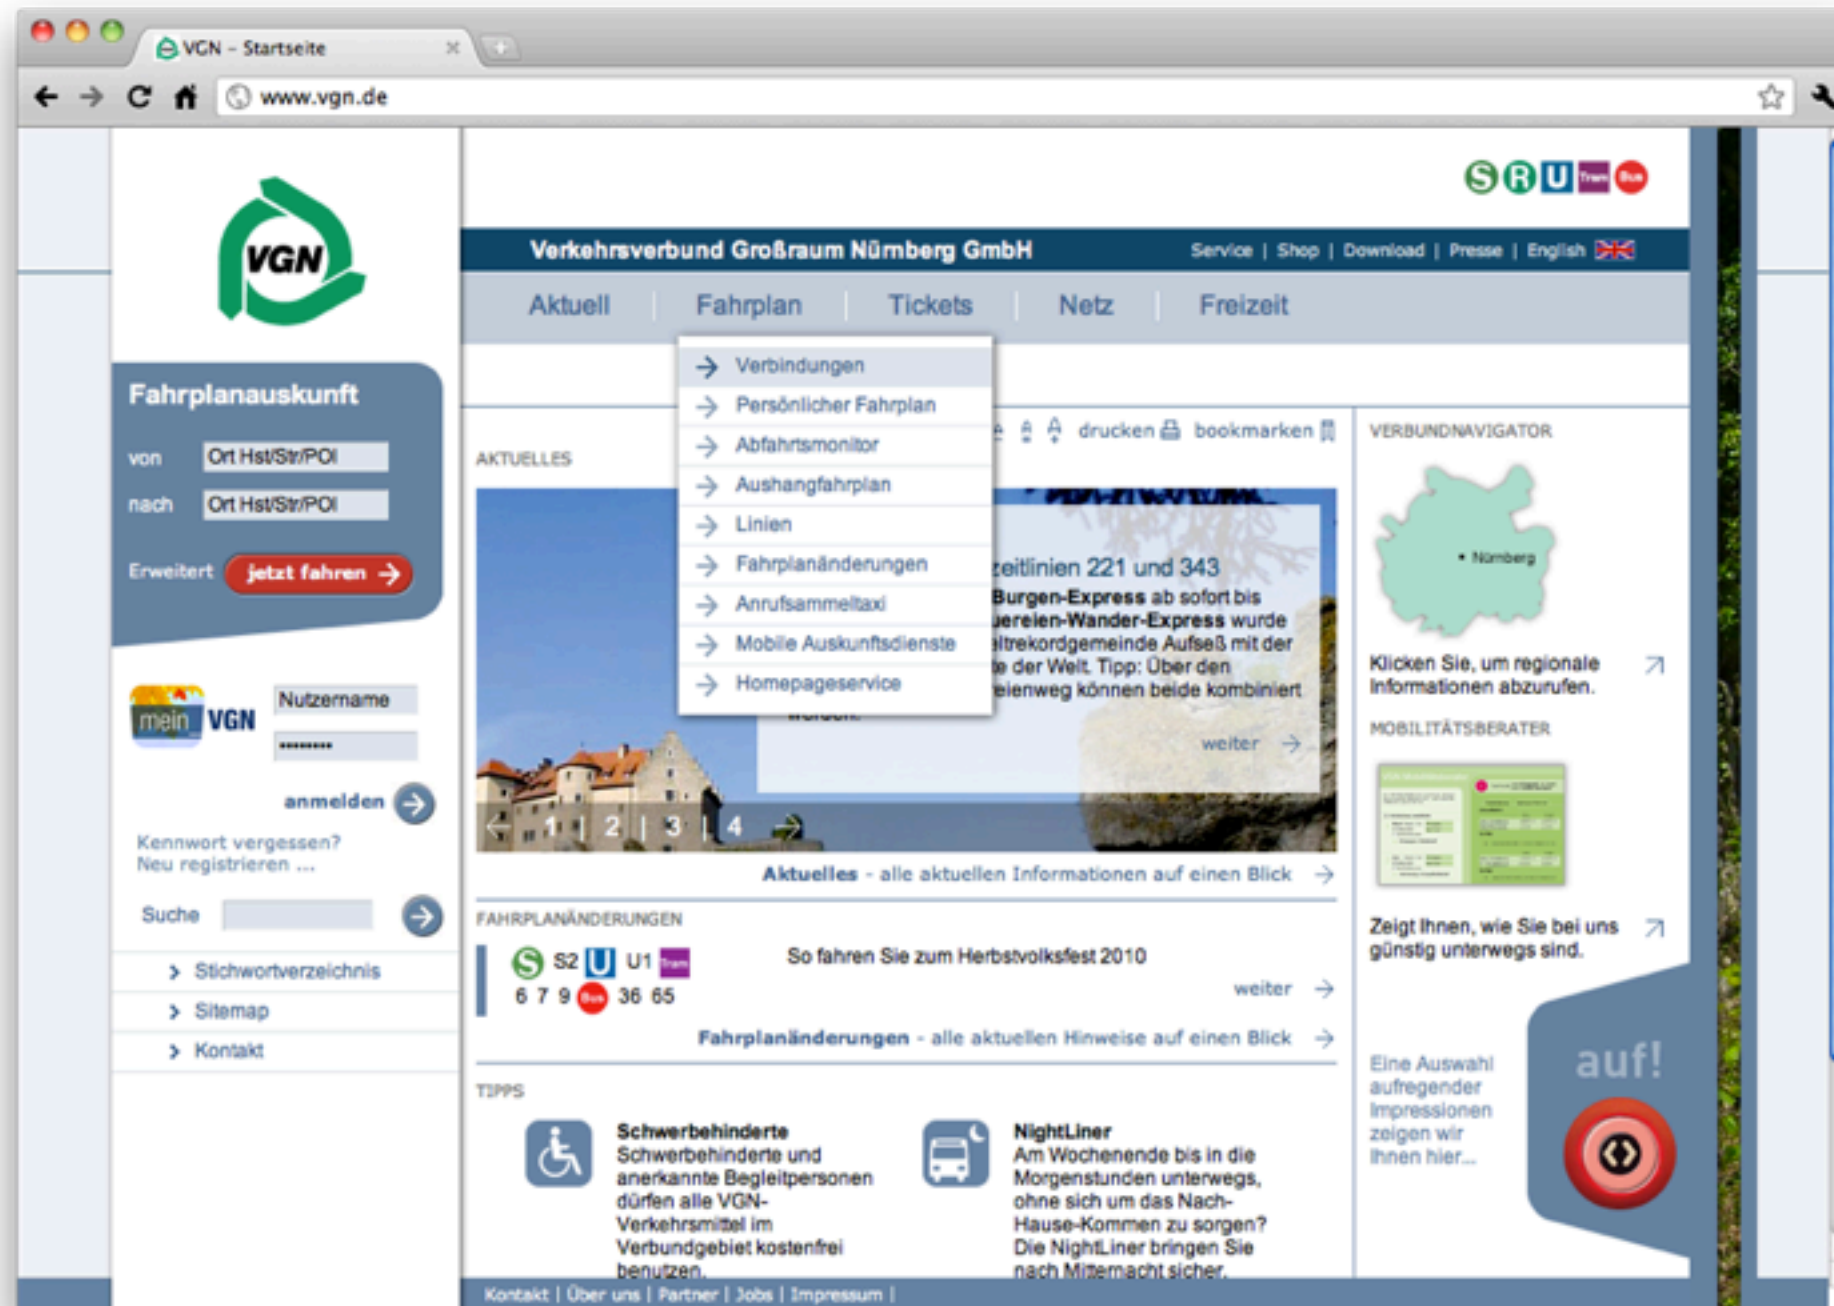 VGN – Startseite
www.vgn.de
VGN
S R U Tram Bus
Verkehrsverbund Großraum Nürnberg GmbH
Service | Shop | Download | Presse | English
Aktuell Fahrplan Tickets Netz Freizeit
Verbindungen
Persönlicher Fahrplan
Abfahrtsmonitor
Aushangfahrplan
Linien
Fahrplanänderungen
Anrufsammeltaxi
Mobile Auskunftsdienste
Homepageservice
Fahrplanauskunft
von Ort Hst/Str/POI
nach Ort Hst/Str/POI
Erweitert jetzt fahren
mein VGN
Nutzername
••••••••
anmelden
Kennwort vergessen?
Neu registrieren ...
Suche
Stichwortverzeichnis
Sitemap
Kontakt
A A A drucken bookmarken
AKTUELLES
zeitlinien 221 und 343
Burgen-Express ab sofort bis
uereien-Wander-Express wurde
eltrekordgemeinde Aufseß mit der
te der Welt. Tipp: Über den
reienweg können beide kombiniert
werden.
weiter
1 | 2 | 3 | 4
Aktuelles - alle aktuellen Informationen auf einen Blick
FAHRPLANÄNDERUNGEN
S S2 U U1 Tram
6 7 9 Bus 36 65
So fahren Sie zum Herbstvolksfest 2010
weiter
Fahrplanänderungen - alle aktuellen Hinweise auf einen Blick
TIPPS
Schwerbehinderte
Schwerbehinderte und
anerkannte Begleitpersonen
dürfen alle VGN-
Verkehrsmittel im
Verbundgebiet kostenfrei
benutzen.
NightLiner
Am Wochenende bis in die
Morgenstunden unterwegs,
ohne sich um das Nach-
Hause-Kommen zu sorgen?
Die NightLiner bringen Sie
nach Mitternacht sicher.
VERBUNDNAVIGATOR
Nürnberg
Klicken Sie, um regionale
Informationen abzurufen.
MOBILITÄTSBERATER
Zeigt Ihnen, wie Sie bei uns
günstig unterwegs sind.
Eine Auswahl
aufregender
Impressionen
zeigen wir
Ihnen hier...
auf!
Kontakt | Über uns | Partner | Jobs | Impressum |